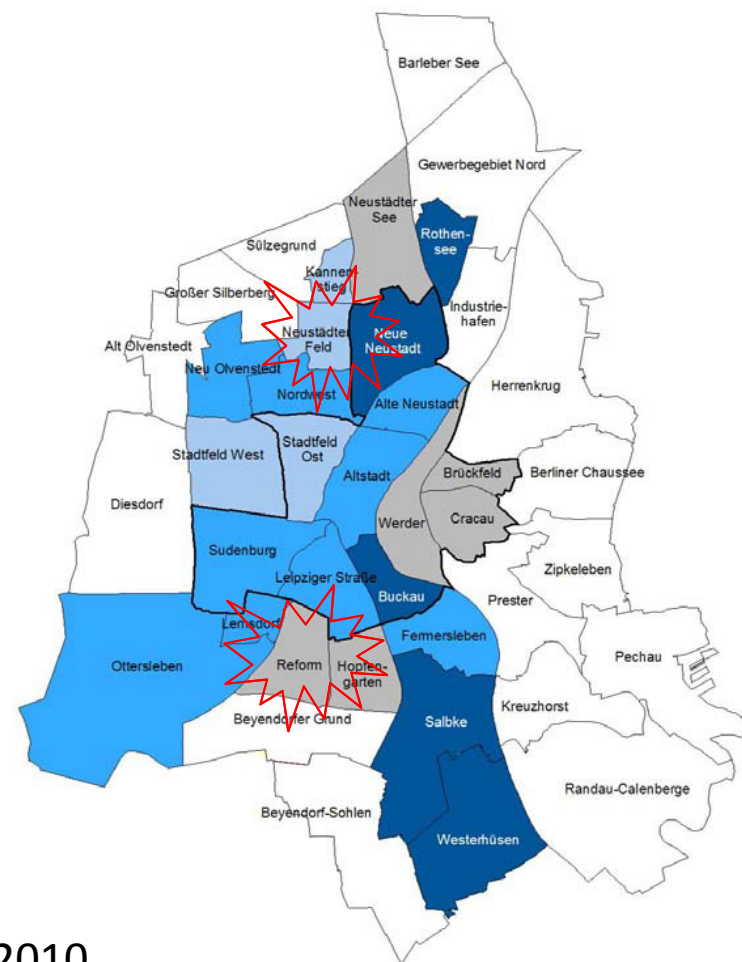 Barleber See
Gewerbegebiet Nord
Neustädter
See
Rothen-
see
Sülzegrund
Kannen-
stieg
Großer Silberberg
Industrie-
hafen
Neustädter
Feld
Neue
Neustadt
Alt Olvenstedt
Neu Olvenstedt
Herrenkrug
Nordwest
Alte Neustadt
Stadtfeld West
Stadtfeld
Ost
Altstadt
Brückfeld
Berliner Chaussee
Diesdorf
Werder
Cracau
Sudenburg
Zipkeleben
Leipziger Straße
Buckau
Prester
Lemsdorf
Fermersleben
Ottersleben
Reform
Hopfen-
garten
Pechau
Kreuzhorst
Beyendorfer Grund
Salbke
Randau-Calenberge
Beyendorf-Sohlen
Westerhüsen
2010